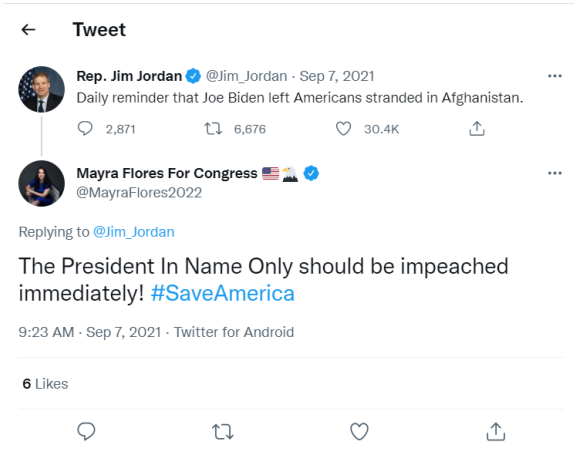 Tweet
Rep. Jim Jordan @Jim_Jordan · Sep 7, 2021
Daily reminder that Joe Biden left Americans stranded in Afghanistan.
2,871 6,676 30.4K
Mayra Flores For Congress 🇺🇸🦅
@MayraFlores2022
Replying to @Jim_Jordan
The President In Name Only should be impeached
immediately! #SaveAmerica
9:23 AM · Sep 7, 2021 · Twitter for Android
6 Likes